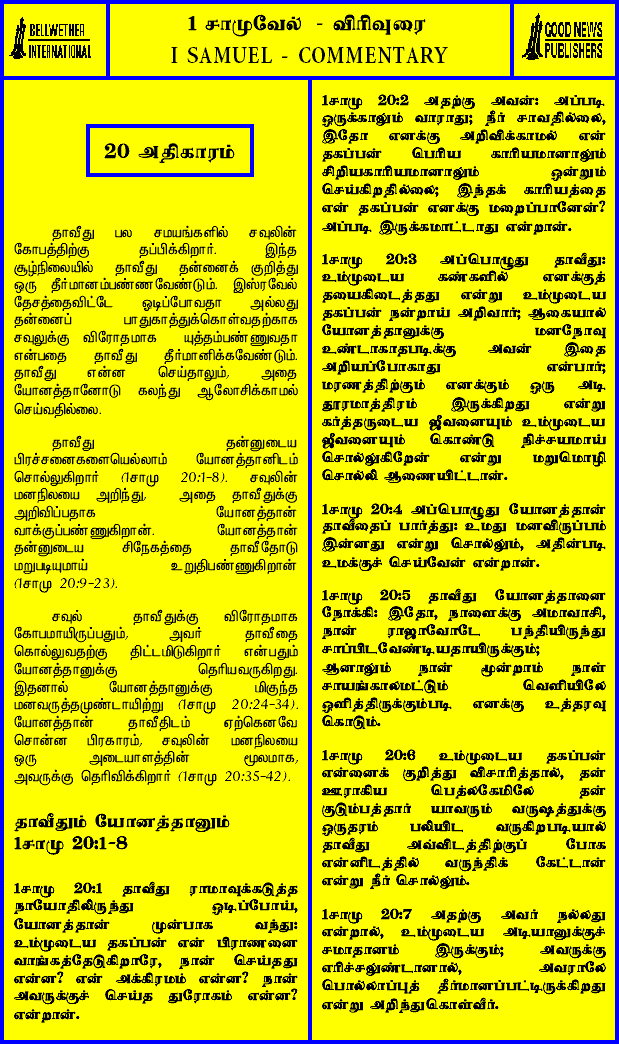 BELLWETHER
INTERNATIONAL
1 சாமுவேல் - விரிவுரை
I SAMUEL - COMMENTARY
GOOD NEWS
PUBLISHERS
20 அதிகாரம்
தாவீது பல சமயங்களில் சவுலின்
கோபத்திற்கு தப்பிக்கிறார். இந்த
சூழ்நிலையில் தாவீது தன்னைக் குறித்து
ஒரு தீர்மானம்பண்ணவேண்டும். இஸ்ரவேல்
தேசத்தைவிட்டே ஓடிப்போவதா அல்லது
தன்னைப் பாதுகாத்துக்கொள்வதற்காக
சவுலுக்கு விரோதமாக யுத்தம்பண்ணுவதா
என்பதை தாவீது தீர்மானிக்கவேண்டும்.
தாவீது என்ன செய்தாலும், அதை
யோனத்தானோடு கலந்து ஆலோசிக்காமல்
செய்வதில்லை.
தாவீது தன்னுடைய
பிரச்சனைகளையெல்லாம் யோனத்தானிடம்
சொல்லுகிறார் (1சாமு 20:1-8). சவுலின்
மனநிலையை அறிந்து, அதை தாவீதுக்கு
அறிவிப்பதாக யோனத்தான்
வாக்குப்பண்ணுகிறான். யோனத்தான்
தன்னுடைய சிநேகத்தை தாவீதோடு
மறுபடியுமாய் உறுதிபண்ணுகிறான்
(1சாமு 20:9-23).
சவுல் தாவீதுக்கு விரோதமாக
கோபமாயிருப்பதும், அவர் தாவீதை
கொல்லுவதற்கு திட்டமிடுகிறார் என்பதும்
யோனத்தானுக்கு தெரியவருகிறது.
இதனால் யோனத்தானுக்கு மிகுந்த
மனவருத்தமுண்டாயிற்று (1சாமு 20:24-34).
யோனத்தான் தாவீதிடம் ஏற்கெனவே
சொன்ன பிரகாரம், சவுலின் மனநிலையை
ஒரு அடையாளத்தின் மூலமாக,
அவருக்கு தெரிவிக்கிறார் (1சாமு 20:35-42).
தாவீதும் யோனத்தானும்
1சாமு 20:1-8
1சாமு 20:1 தாவீது ராமாவுக்கடுத்த
நாயோதிலிருந்து ஓடிப்போய்,
யோனத்தான் முன்பாக வந்து:
உம்முடைய தகப்பன் என் பிராணனை
வாங்கத்தேடுகிறாரே, நான் செய்தது
என்ன? என் அக்கிரமம் என்ன? நான்
அவருக்குச் செய்த துரோகம் என்ன?
என்றான்.
1சாமு 20:2 அதற்கு அவன்: அப்படி
ஒருக்காலும் வாராது; நீர் சாவதில்லை,
இதோ எனக்கு அறிவிக்காமல் என்
தகப்பன் பெரிய காரியமானாலும்
சிறியகாரியமானாலும் ஒன்றும்
செய்கிறதில்லை; இந்தக் காரியத்தை
என் தகப்பன் எனக்கு மறைப்பானேன்?
அப்படி இருக்கமாட்டாது என்றான்.
1சாமு 20:3 அப்பொழுது தாவீது:
உம்முடைய கண்களில் எனக்குத்
தயைகிடைத்தது என்று உம்முடைய
தகப்பன் நன்றாய் அறிவார்; ஆகையால்
யோனத்தானுக்கு மனநோவு
உண்டாகாதபடிக்கு அவன் இதை
அறியப்போகாது என்பார்;
மரணத்திற்கும் எனக்கும் ஒரு அடி
தூரமாத்திரம் இருக்கிறது என்று
கர்த்தருடைய ஜீவனையும் உம்முடைய
ஜீவனையும் கொண்டு நிச்சயமாய்
சொல்லுகிறேன் என்று மறுமொழி
சொல்லி ஆணையிட்டான்.
1சாமு 20:4 அப்பொழுது யோனத்தான்
தாவீதைப் பார்த்து: உமது மனவிருப்பம்
இன்னது என்று சொல்லும், அதின்படி
உமக்குச் செய்வேன் என்றான்.
1சாமு 20:5 தாவீது யோனத்தானை
நோக்கி: இதோ, நாளைக்கு அமாவாசி,
நான் ராஜாவோடே பந்தியிருந்து
சாப்பிடவேண்டியதாயிருக்கும்;
ஆனாலும் நான் மூன்றாம் நாள்
சாயங்காலமட்டும் வெளியிலே
ஒளித்திருக்கும்படி எனக்கு உத்தரவு
கொடும்.
1சாமு 20:6 உம்முடைய தகப்பன்
என்னைக் குறித்து விசாரித்தால், தன்
ஊராகிய பெத்லகேமிலே தன்
குடும்பத்தார் யாவரும் வருஷத்துக்கு
ஒருதரம் பலியிட வருகிறபடியால்
தாவீது அவ்விடத்திற்குப் போக
என்னிடத்தில் வருந்திக் கேட்டான்
என்று நீர் சொல்லும்.
1சாமு 20:7 அதற்கு அவர் நல்லது
என்றால், உம்முடைய அடியானுக்குச்
சமாதானம் இருக்கும்; அவருக்கு
எரிச்சலுண்டானால், அவராலே
பொல்லாப்புத் தீர்மானப்பட்டிருக்கிறது
என்று அறிந்துகொள்வீர்.